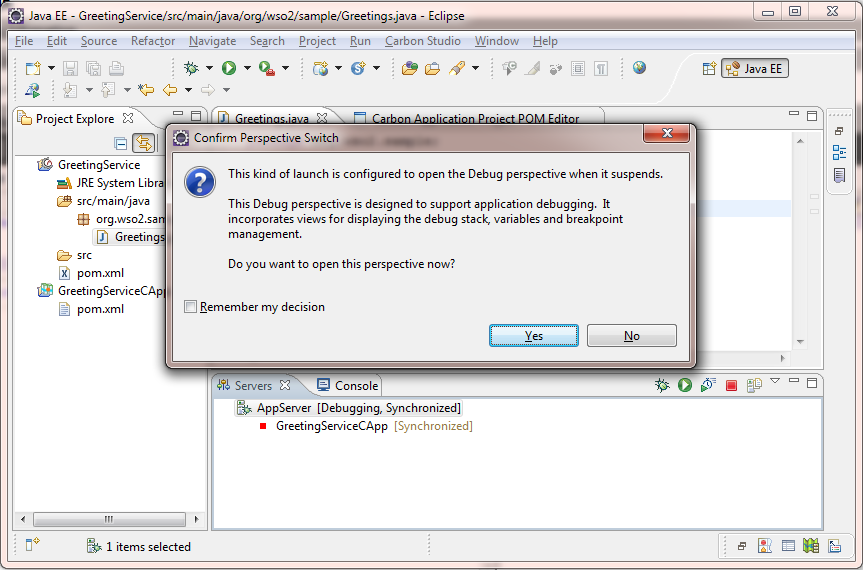 Java EE - GreetingService/src/main/java/org/wso2/sample/Greetings.java - Eclipse
File Edit Source Refactor Navigate Search Project Run Carbon Studio Window Help
Java EE
Project Explore
Greetings.java
Carbon Application Project POM Editor
Confirm Perspective Switch
This kind of launch is configured to open the Debug perspective when it suspends.
This Debug perspective is designed to support application debugging. It
incorporates views for displaying the debug stack, variables and breakpoint
management.
Do you want to open this perspective now?
Remember my decision
Yes
No
GreetingService
JRE System Libra
src/main/java
org.wso2.sam
Greetings
src
pom.xml
GreetingServiceCApp
pom.xml
Servers
Console
AppServer [Debugging, Synchronized]
GreetingServiceCApp [Synchronized]
1 items selected